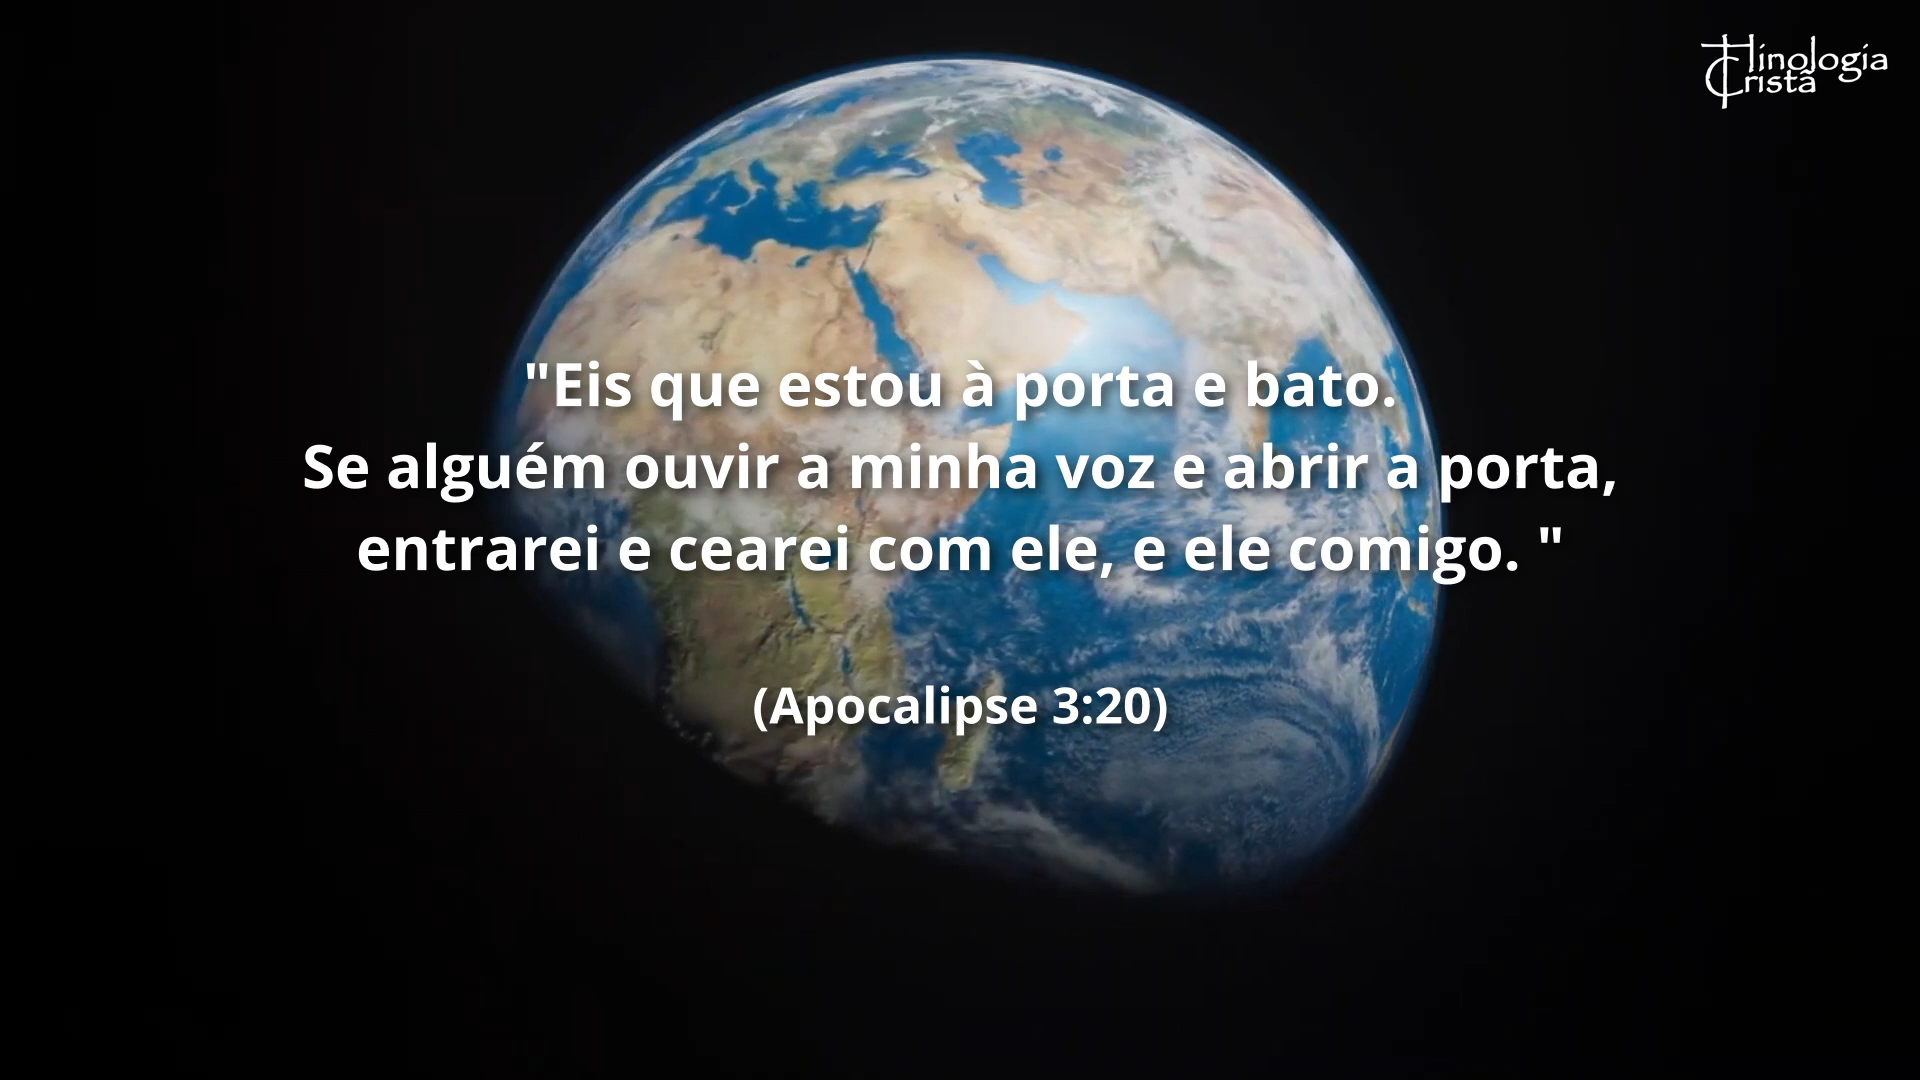 Hinologia
Cristã
"Eis que estou à porta e bato.
Se alguém ouvir a minha voz e abrir a porta,
entrarei e cearei com ele, e ele comigo. "
(Apocalipse 3:20)